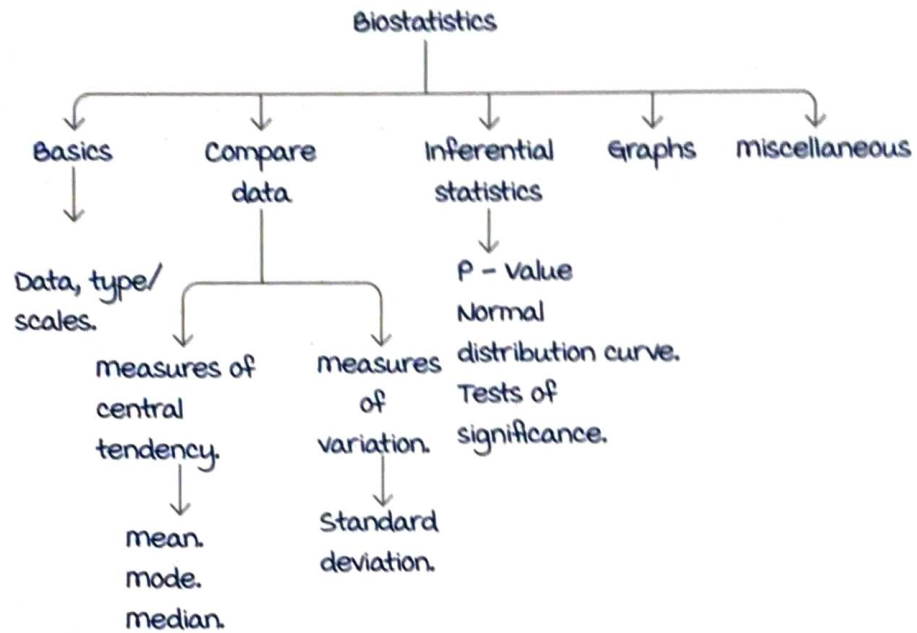 Biostatistics
Basics
Compare
data
Inferential
statistics
Graphs
miscellaneous
Data, type/
scales.
measures of
central
tendency.
mean.
mode.
median.
measures
of
variation.
Standard
deviation.
P - value
Normal
distribution curve.
Tests of
significance.